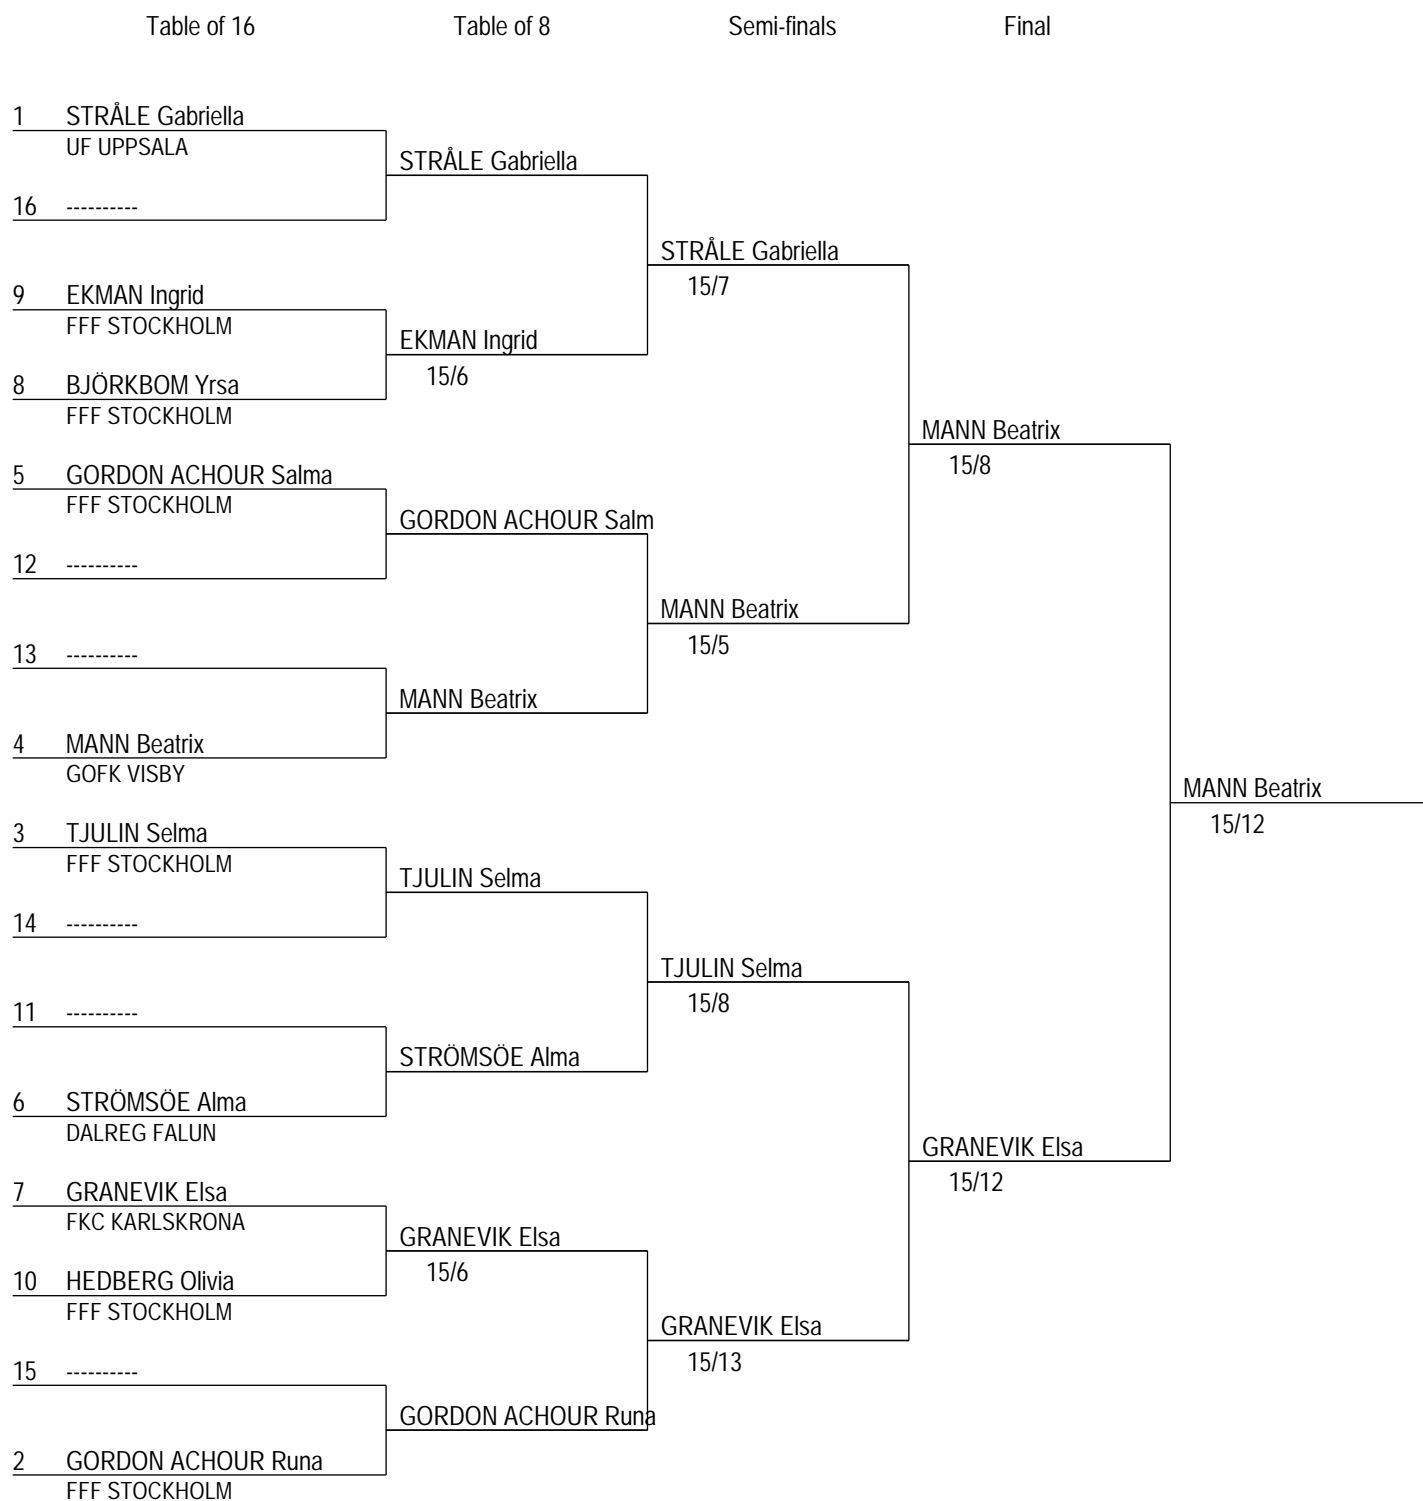 Table of 16 Table of 8 Semi-finals Final
1 STRÅLE Gabriella
UF UPPSALA
STRÅLE Gabriella
16 ----------
STRÅLE Gabriella
15/7
9 EKMAN Ingrid
FFF STOCKHOLM
EKMAN Ingrid
15/6
8 BJÖRKBOM Yrsa
FFF STOCKHOLM
MANN Beatrix
15/8
5 GORDON ACHOUR Salma
FFF STOCKHOLM
GORDON ACHOUR Salm
12 ----------
MANN Beatrix
15/5
13 ----------
MANN Beatrix
4 MANN Beatrix
GOFK VISBY
MANN Beatrix
15/12
3 TJULIN Selma
FFF STOCKHOLM
TJULIN Selma
14 ----------
TJULIN Selma
15/8
11 ----------
STRÖMSÖE Alma
6 STRÖMSÖE Alma
DALREG FALUN
GRANEVIK Elsa
15/12
7 GRANEVIK Elsa
FKC KARLSKRONA
GRANEVIK Elsa
15/6
10 HEDBERG Olivia
FFF STOCKHOLM
GRANEVIK Elsa
15/13
15 ----------
GORDON ACHOUR Runa
2 GORDON ACHOUR Runa
FFF STOCKHOLM